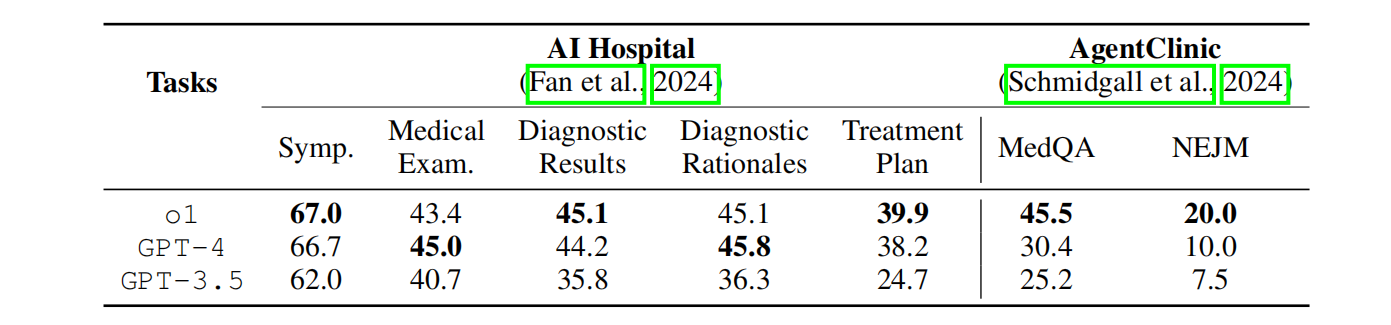 Tasks AI Hospital AgentClinic
(Fan et al., 2024) (Schmidgall et al., 2024)
Symp. Medical Exam. Diagnostic Results Diagnostic Rationales Treatment Plan MedQA NEJM
o1 67.0 43.4 45.1 45.1 39.9 45.5 20.0
GPT-4 66.7 45.0 44.2 45.8 38.2 30.4 10.0
GPT-3.5 62.0 40.7 35.8 36.3 24.7 25.2 7.5